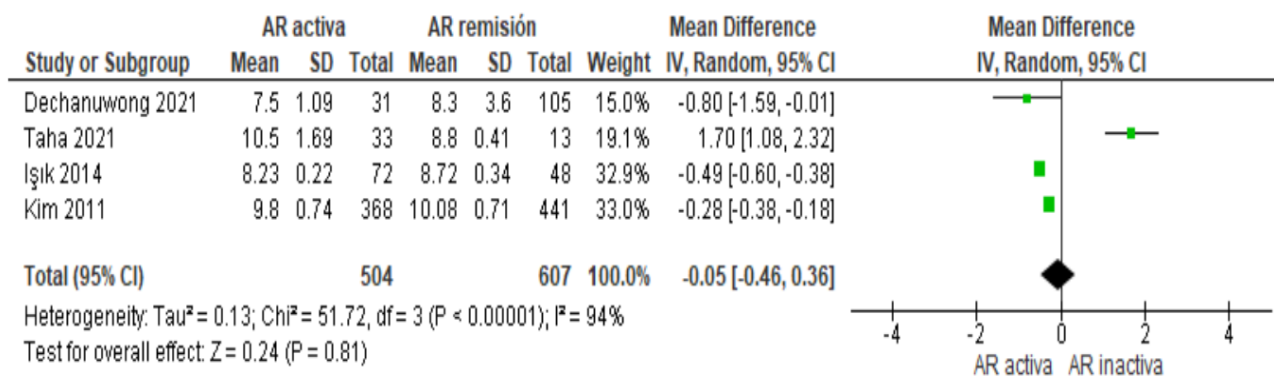 AR activa AR remisión Mean Difference Mean Difference
Study or Subgroup Mean SD Total Mean SD Total Weight IV, Random, 95% CI IV, Random, 95% CI
Dechanuwong 2021 7.5 1.09 31 8.3 3.6 105 15.0% -0.80 [-1.59, -0.01]
Taha 2021 10.5 1.69 33 8.8 0.41 13 19.1% 1.70 [1.08, 2.32]
Işık 2014 8.23 0.22 72 8.72 0.34 48 32.9% -0.49 [-0.60, -0.38]
Kim 2011 9.8 0.74 368 10.08 0.71 441 33.0% -0.28 [-0.38, -0.18]
Total (95% CI) 504 607 100.0% -0.05 [-0.46, 0.36]
Heterogeneity: Tau² = 0.13; Chi² = 51.72, df = 3 (P < 0.00001); I² = 94%
Test for overall effect: Z = 0.24 (P = 0.81)
-4 -2 0 2 4
AR activa AR inactiva